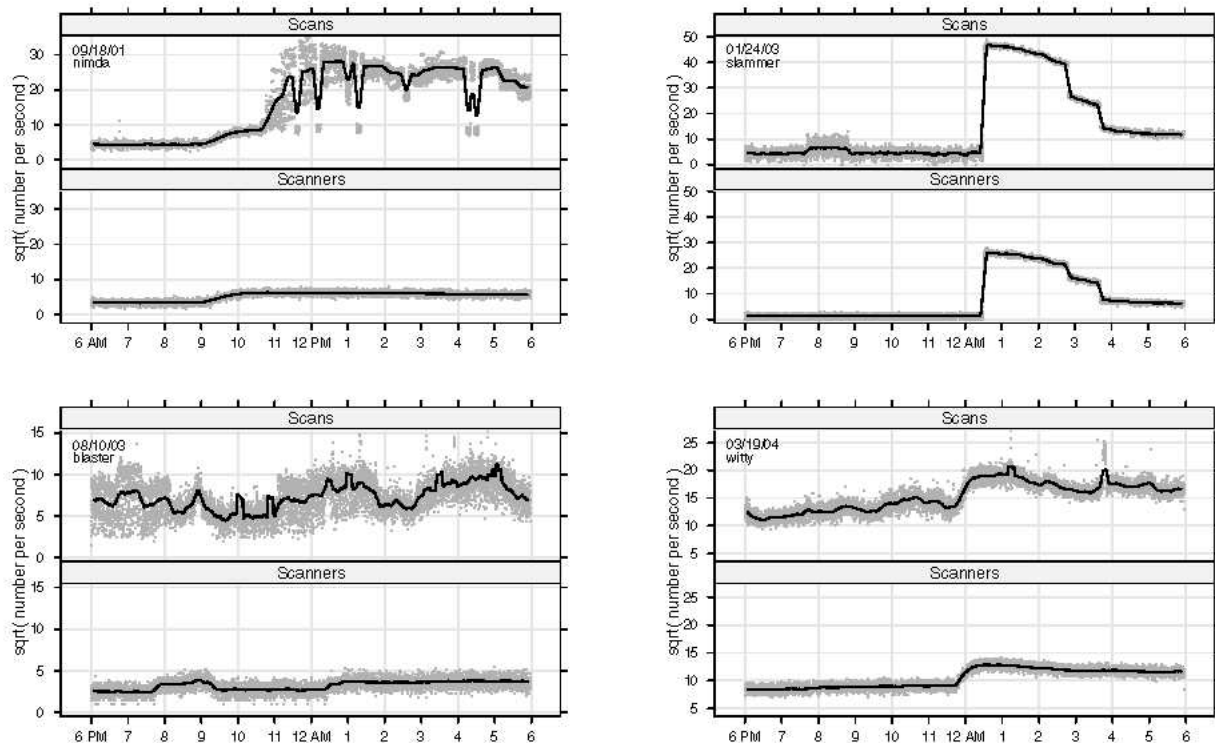 Scans
09/18/01
nimda
30
20
10
0
Scanners
30
20
10
0
sqrt( number per second )
6 AM 7 8 9 10 11 12 PM 1 2 3 4 5 6
Scans
01/24/03
slammer
50
40
30
20
10
0
Scanners
50
40
30
20
10
0
sqrt( number per second )
6 PM 7 8 9 10 11 12 AM 1 2 3 4 5 6
Scans
08/10/03
blaster
15
10
5
0
Scanners
15
10
5
0
sqrt( number per second )
6 PM 7 8 9 10 11 12 AM 1 2 3 4 5 6
Scans
03/19/04
witty
25
20
15
10
5
Scanners
25
20
15
10
5
sqrt( number per second )
6 PM 7 8 9 10 11 12 AM 1 2 3 4 5 6